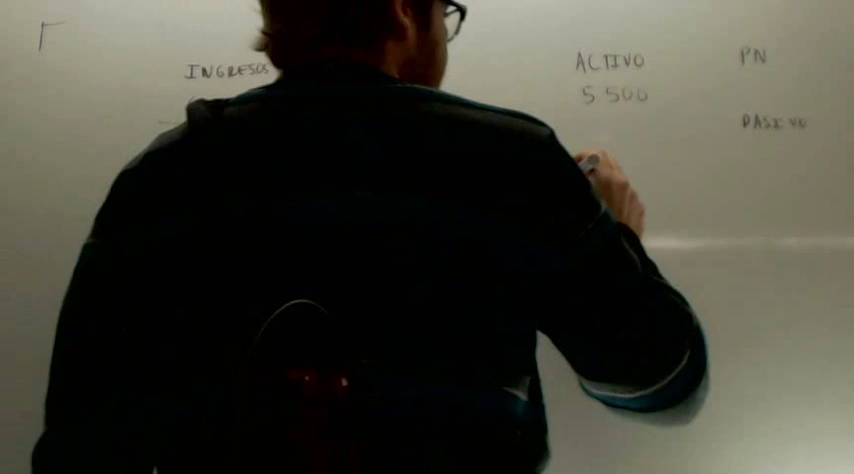 INGRESOS
ACTIVO
5 500
PN
PASIVO